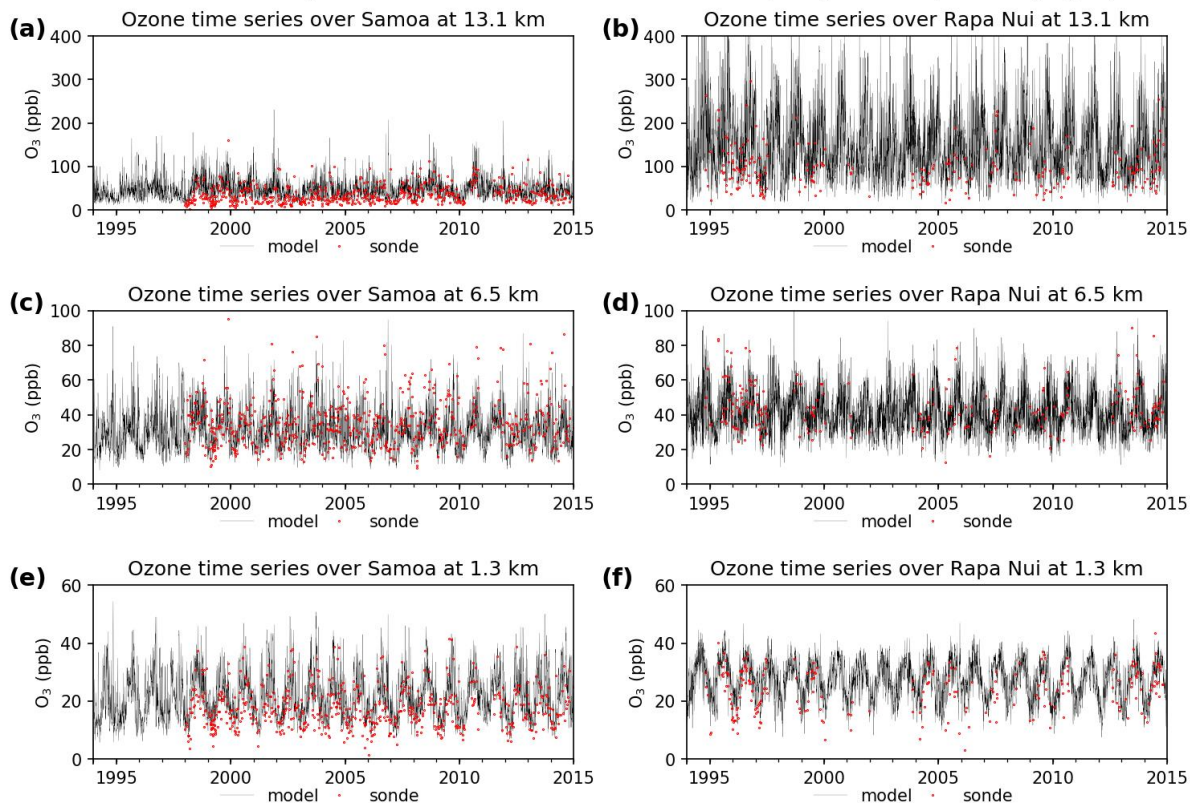 (a) Ozone time series over Samoa at 13.1 km
O₃ (ppb)
400
300
200
100
0
1995 2000 2005 2010 2015
model sonde
(b) Ozone time series over Rapa Nui at 13.1 km
O₃ (ppb)
400
300
200
100
0
1995 2000 2005 2010 2015
model sonde
(c) Ozone time series over Samoa at 6.5 km
O₃ (ppb)
100
80
60
40
20
0
1995 2000 2005 2010 2015
model sonde
(d) Ozone time series over Rapa Nui at 6.5 km
O₃ (ppb)
100
80
60
40
20
0
1995 2000 2005 2010 2015
model sonde
(e) Ozone time series over Samoa at 1.3 km
O₃ (ppb)
60
40
20
0
1995 2000 2005 2010 2015
model sonde
(f) Ozone time series over Rapa Nui at 1.3 km
O₃ (ppb)
60
40
20
0
1995 2000 2005 2010 2015
model sonde